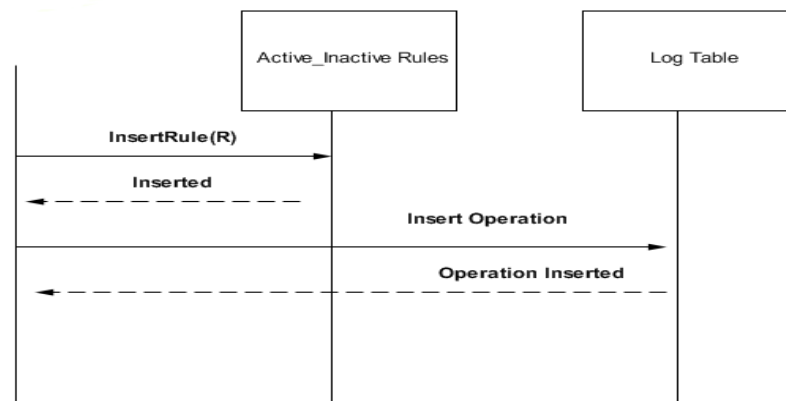 Active_Inactive Rules
Log Table
InsertRule(R)
Inserted
Insert Operation
Operation Inserted